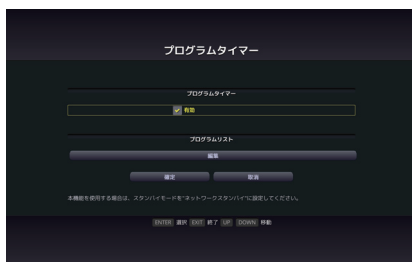 プログラムタイマー
プログラムタイマー
有効
プログラムリスト
編集
確定 取消
本機能を使用する場合は、スタンバイモードを"ネットワークスタンバイ"に設定してください。
ENTER 選択 EXIT 終了 UP DOWN 移動